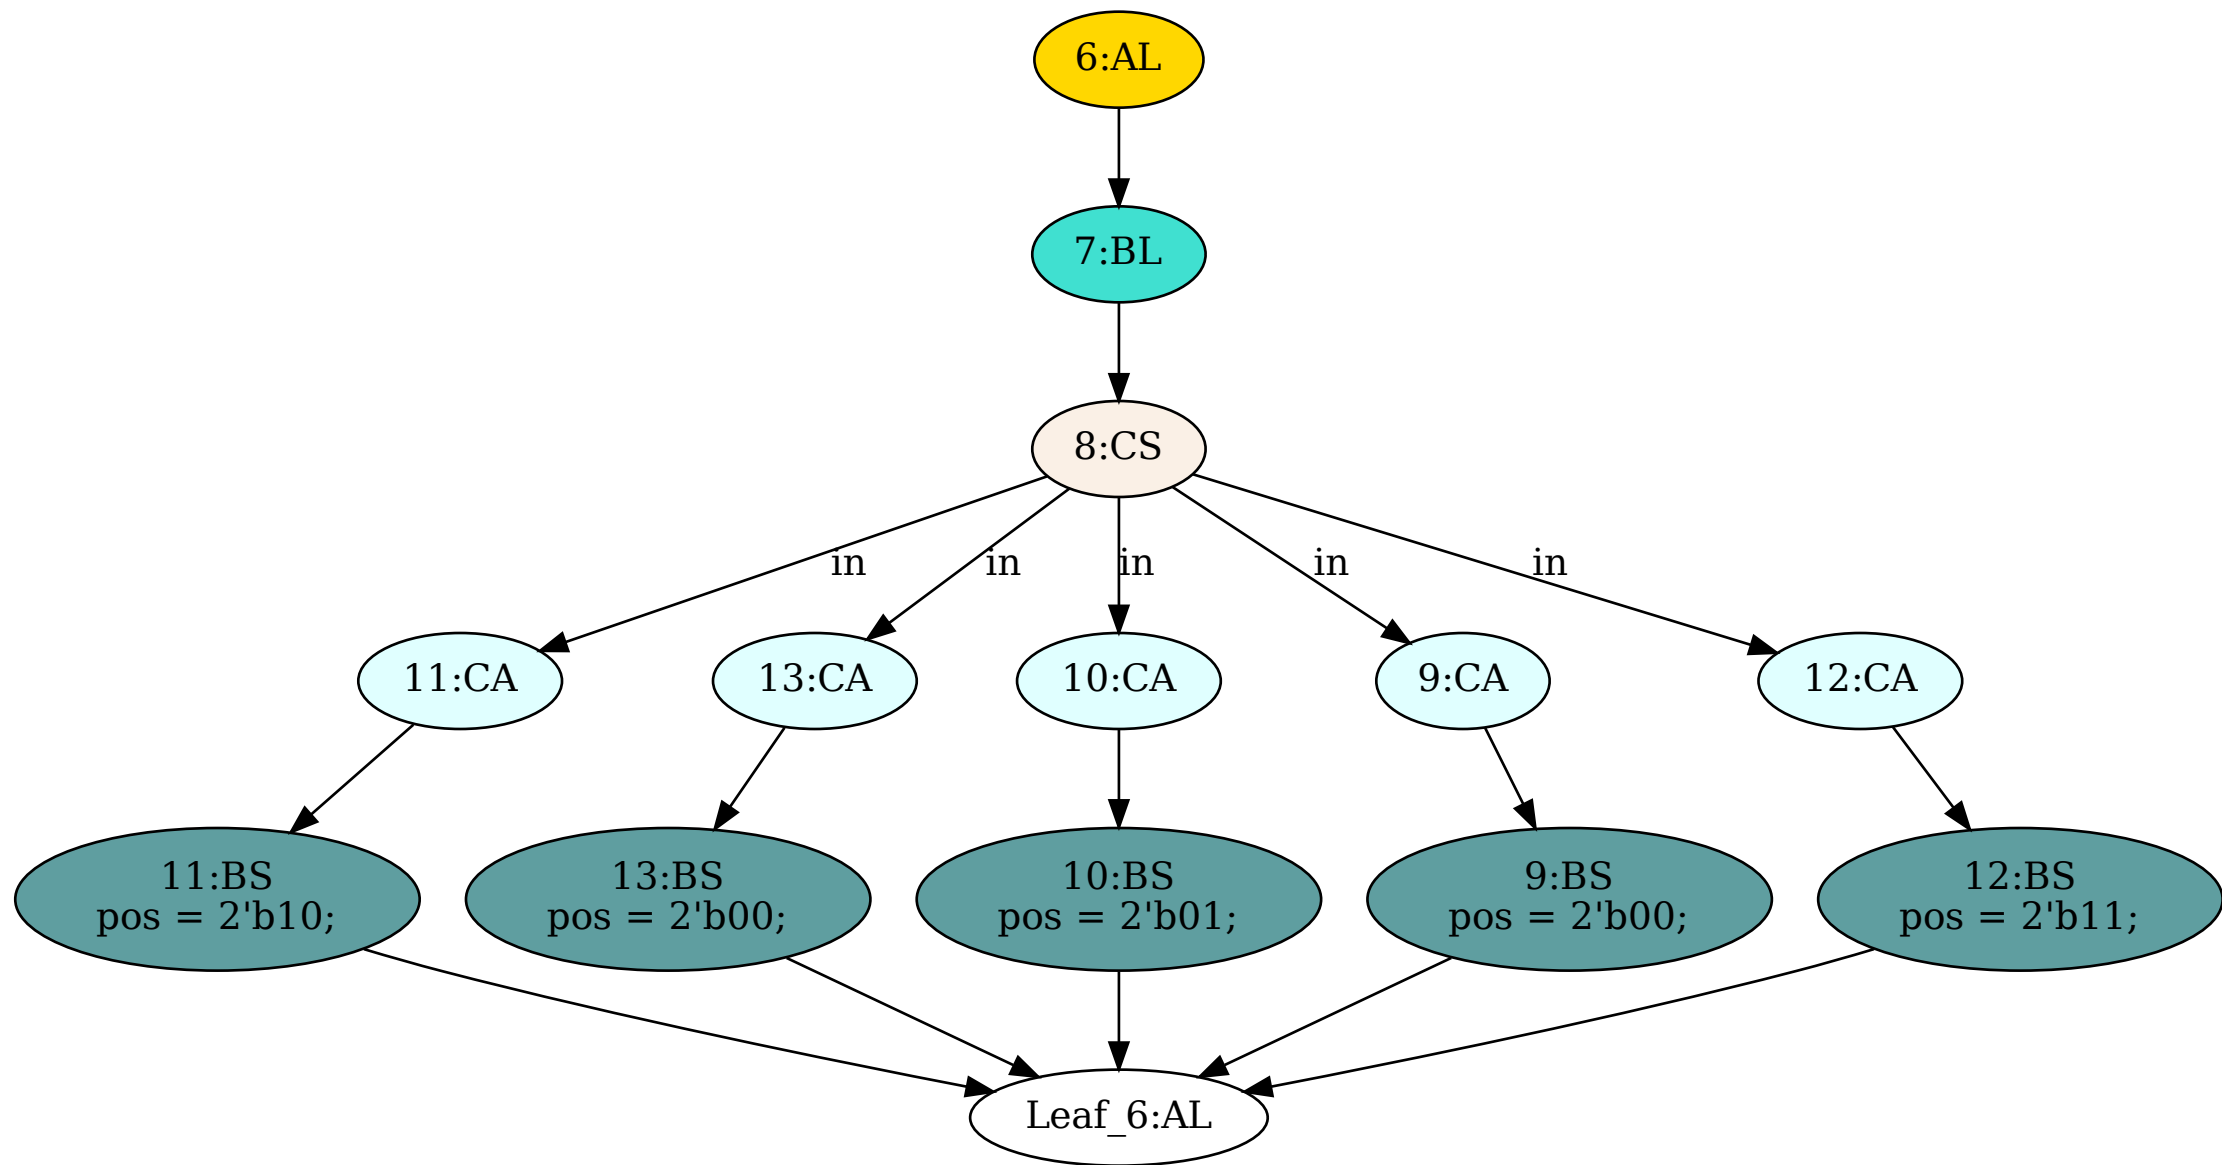 6:AL
7:BL
8:CS
in
in
in
in
in
11:CA
13:CA
10:CA
9:CA
12:CA
11:BS
pos = 2'b10;
13:BS
pos = 2'b00;
10:BS
pos = 2'b01;
9:BS
pos = 2'b00;
12:BS
pos = 2'b11;
Leaf_6:AL